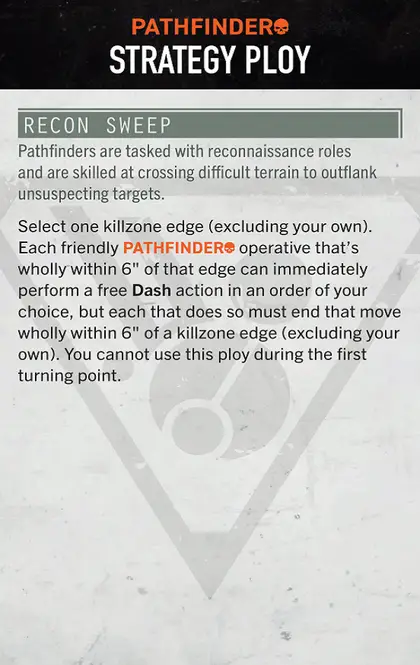 PATHFINDER
STRATEGY PLOY
RECON SWEEP
Pathfinders are tasked with reconnaissance roles
and are skilled at crossing difficult terrain to outflank
unsuspecting targets.
Select one killzone edge (excluding your own).
Each friendly PATHFINDER operative that's
wholly within 6" of that edge can immediately
perform a free Dash action in an order of your
choice, but each that does so must end that move
wholly within 6" of a killzone edge (excluding your
own). You cannot use this ploy during the first
turning point.